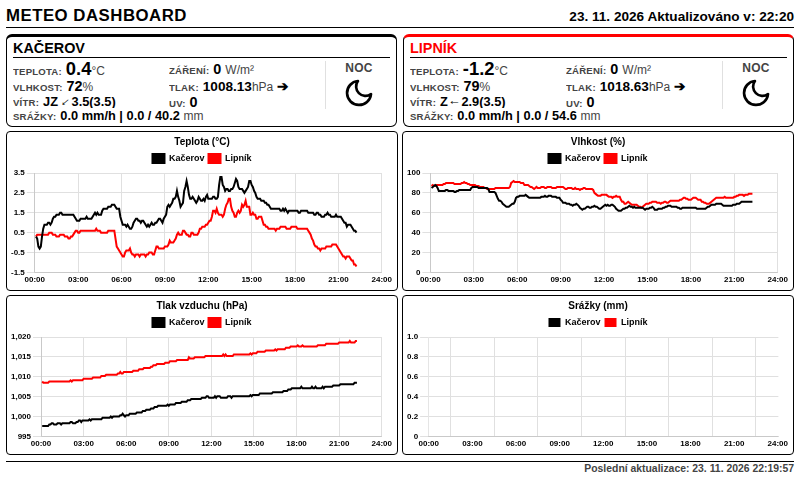 METEO DASHBOARD
23. 11. 2026 Aktualizováno v: 22:20
KAČEROV
TEPLOTA: 0.4°C
ZÁŘENÍ: 0 W/m²
NOC
VLHKOST: 72%
TLAK: 1008.13hPa ➔
VÍTR: JZ ↙ 3.5(3.5)
UV: 0
SRÁŽKY: 0.0 mm/h | 0.0 / 40.2 mm
LIPNÍK
TEPLOTA: -1.2°C
ZÁŘENÍ: 0 W/m²
NOC
VLHKOST: 79%
TLAK: 1018.63hPa ➔
VÍTR: Z ← 2.9(3.5)
UV: 0
SRÁŽKY: 0.0 mm/h | 0.0 / 54.6 mm
Teplota (°C)
Kačerov Lipník
3.5
2.5
1.5
0.5
-0.5
-1.5
00:00 03:00 06:00 09:00 12:00 15:00 18:00 21:00 24:00
Vlhkost (%)
Kačerov Lipník
100
80
60
40
20
0
00:00 03:00 06:00 09:00 12:00 15:00 18:00 21:00 24:00
Tlak vzduchu (hPa)
Kačerov Lipník
1,020
1,015
1,010
1,005
1,000
995
00:00 03:00 06:00 09:00 12:00 15:00 18:00 21:00 24:00
Srážky (mm)
Kačerov Lipník
1.0
0.8
0.6
0.4
0.2
0
00:00 03:00 06:00 09:00 12:00 15:00 18:00 21:00 24:00
Poslední aktualizace: 23. 11. 2026 22:19:57